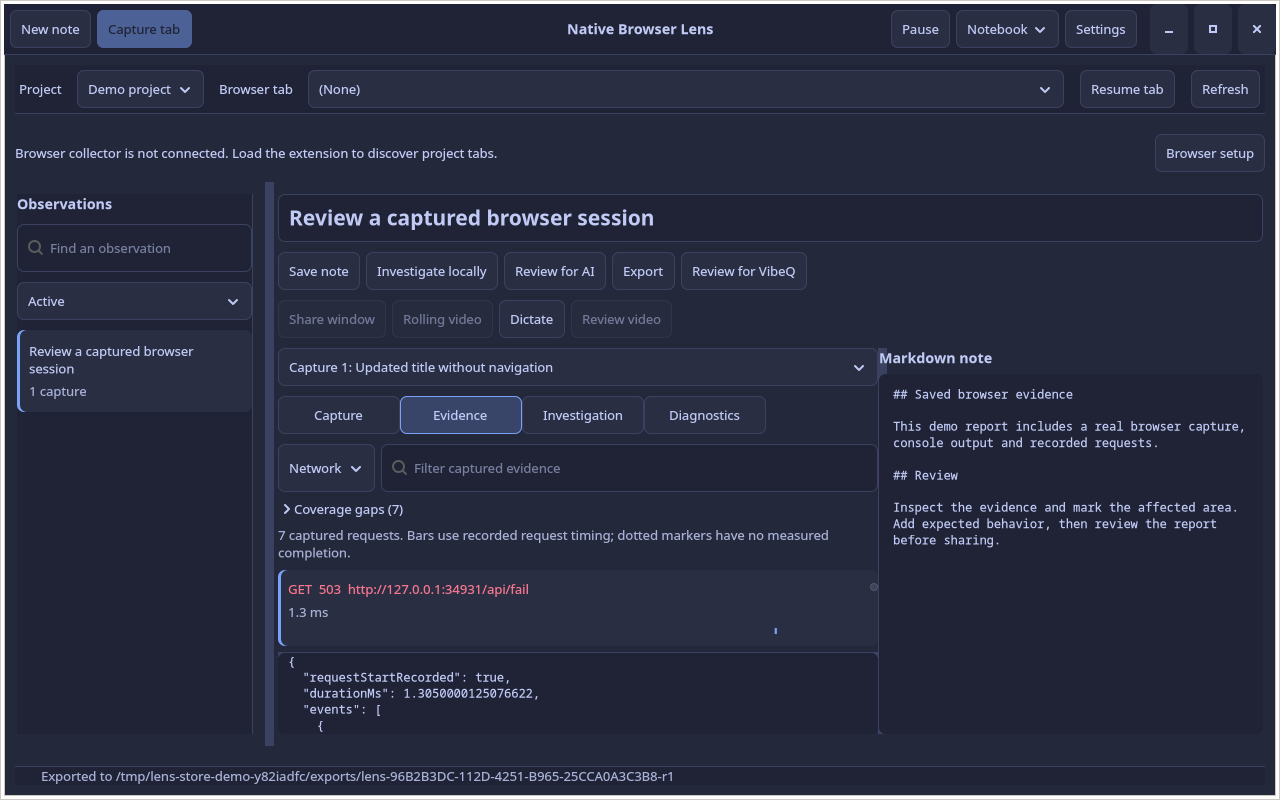 New note
Capture tab
Native Browser Lens
Pause
Notebook
Settings
Project
Demo project
Browser tab
(None)
Resume tab
Refresh
Browser collector is not connected. Load the extension to discover project tabs.
Browser setup
Observations
Find an observation
Active
Review a captured browser
session
1 capture
Review a captured browser session
Save note
Investigate locally
Review for AI
Export
Review for VibeQ
Share window
Rolling video
Dictate
Review video
Capture 1: Updated title without navigation
Capture
Evidence
Investigation
Diagnostics
Network
Filter captured evidence
Coverage gaps (7)
7 captured requests. Bars use recorded request timing; dotted markers have no measured
completion.
GET 503 http://127.0.0.1:34931/api/fail
1.3 ms
{
"requestStartRecorded": true,
"durationMs": 1.3050000125076622,
"events": [
{
Markdown note
## Saved browser evidence
This demo report includes a real browser capture,
console output and recorded requests.
## Review
Inspect the evidence and mark the affected area.
Add expected behavior, then review the report
before sharing.
Exported to /tmp/lens-store-demo-y82iadfc/exports/lens-96B2B3DC-112D-4251-B965-25CCA0A3C3B8-r1